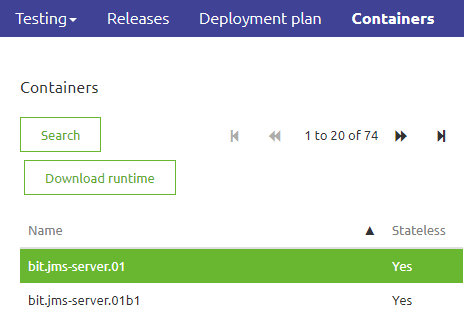 Testing Releases Deployment plan Containers
Containers
Search 1 to 20 of 74
Download runtime
Name Stateless
bit.jms-server.01 Yes
bit.jms-server.01b1 Yes